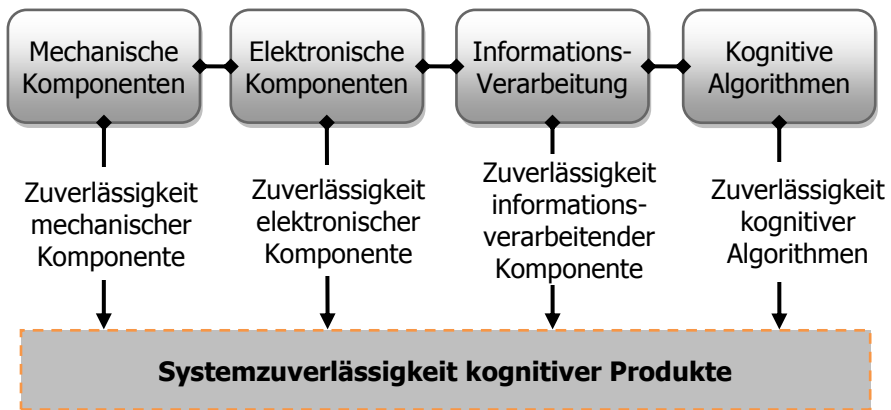 Mechanische
Komponenten
Elektronische
Komponenten
Informations-
Verarbeitung
Kognitive
Algorithmen
Zuverlässigkeit
mechanischer
Komponente
Zuverlässigkeit
elektronischer
Komponente
Zuverlässigkeit
informations-
verarbeitender
Komponente
Zuverlässigkeit
kognitiver
Algorithmen
Systemzuverlässigkeit kognitiver Produkte